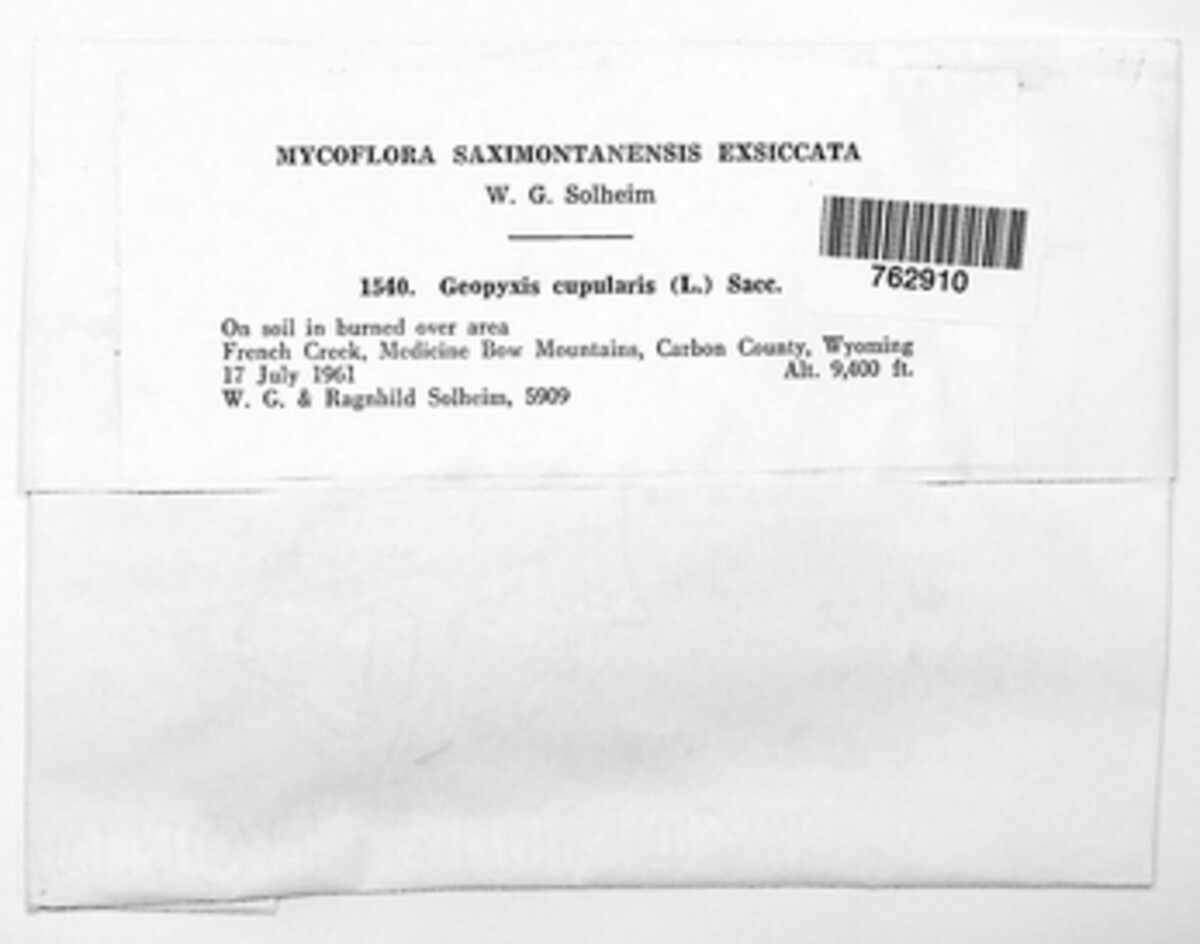 MYCOFLORA SAXIMONTANENSIS EXSICCATA
W. G. Solheim
762910
1540. Geopyxis cupularis (L.) Sacc.
On soil in burned over area
French Creek, Medicine Bow Mountains, Carbon County, Wyoming
17 July 1961 Alt. 9,400 ft.
W. G. & Ragnhild Solheim, 5909